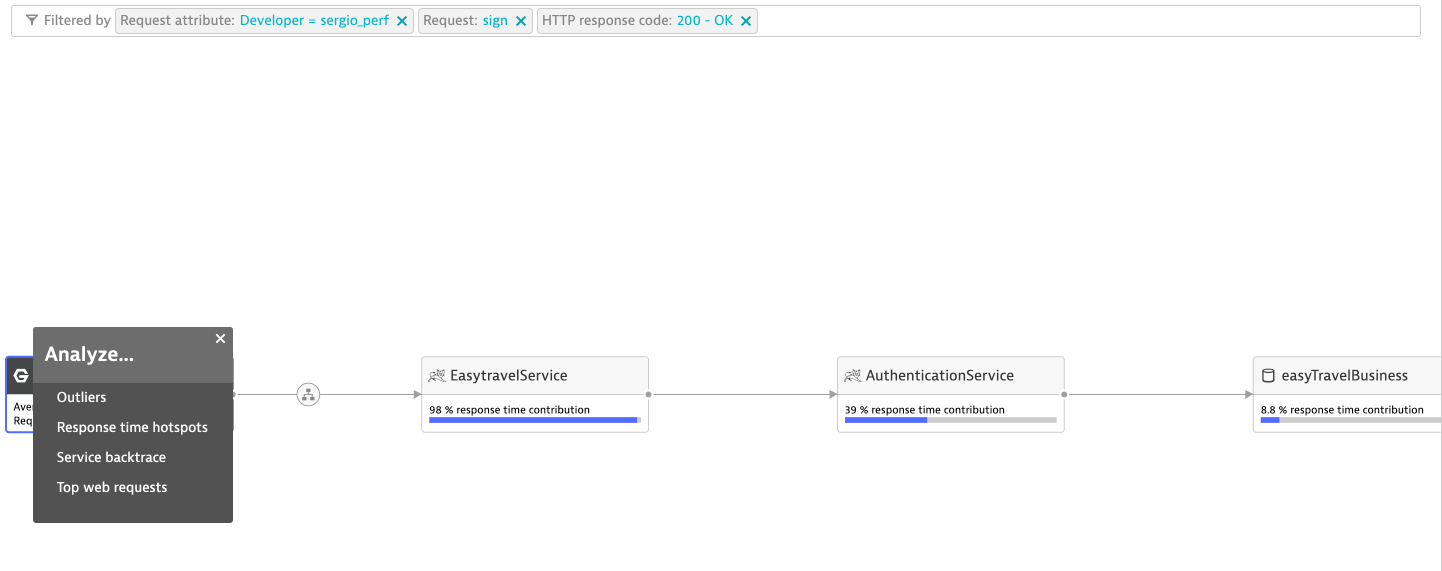 Filtered by Request attribute: Developer = sergio_perf Request: sign HTTP response code: 200 - OK
Analyze...
Outliers
Response time hotspots
Service backtrace
Top web requests
EasytravelService
98 % response time contribution
AuthenticationService
39 % response time contribution
easyTravelBusiness
8.8 % response time contribution